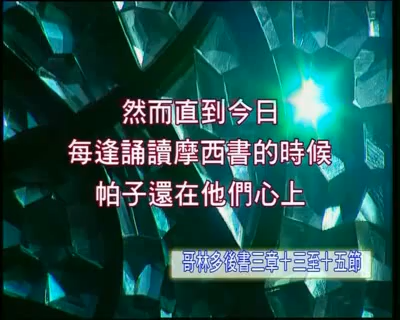 然而直到今日
每逢誦讀摩西書的時候
帕子還在他們心上
哥林多後書三章十三至十五節